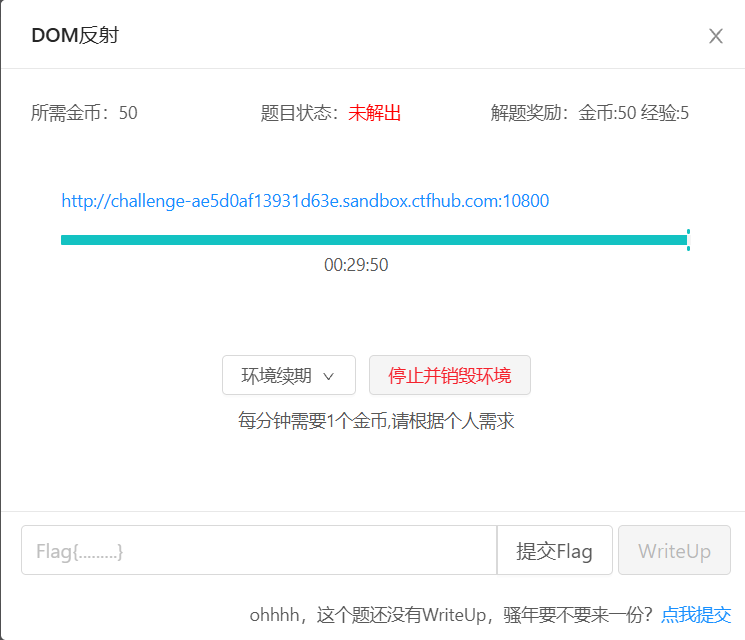 DOM反射
所需金币：50 题目状态：未解出 解题奖励：金币:50 经验:5
http://challenge-ae5d0af13931d63e.sandbox.ctfhub.com:10800
00:29:50
环境续期 停止并销毁环境
每分钟需要1个金币,请根据个人需求
Flag{.........} 提交Flag WriteUp
ohhhh，这个题还没有WriteUp，骚年要不要来一份？点我提交